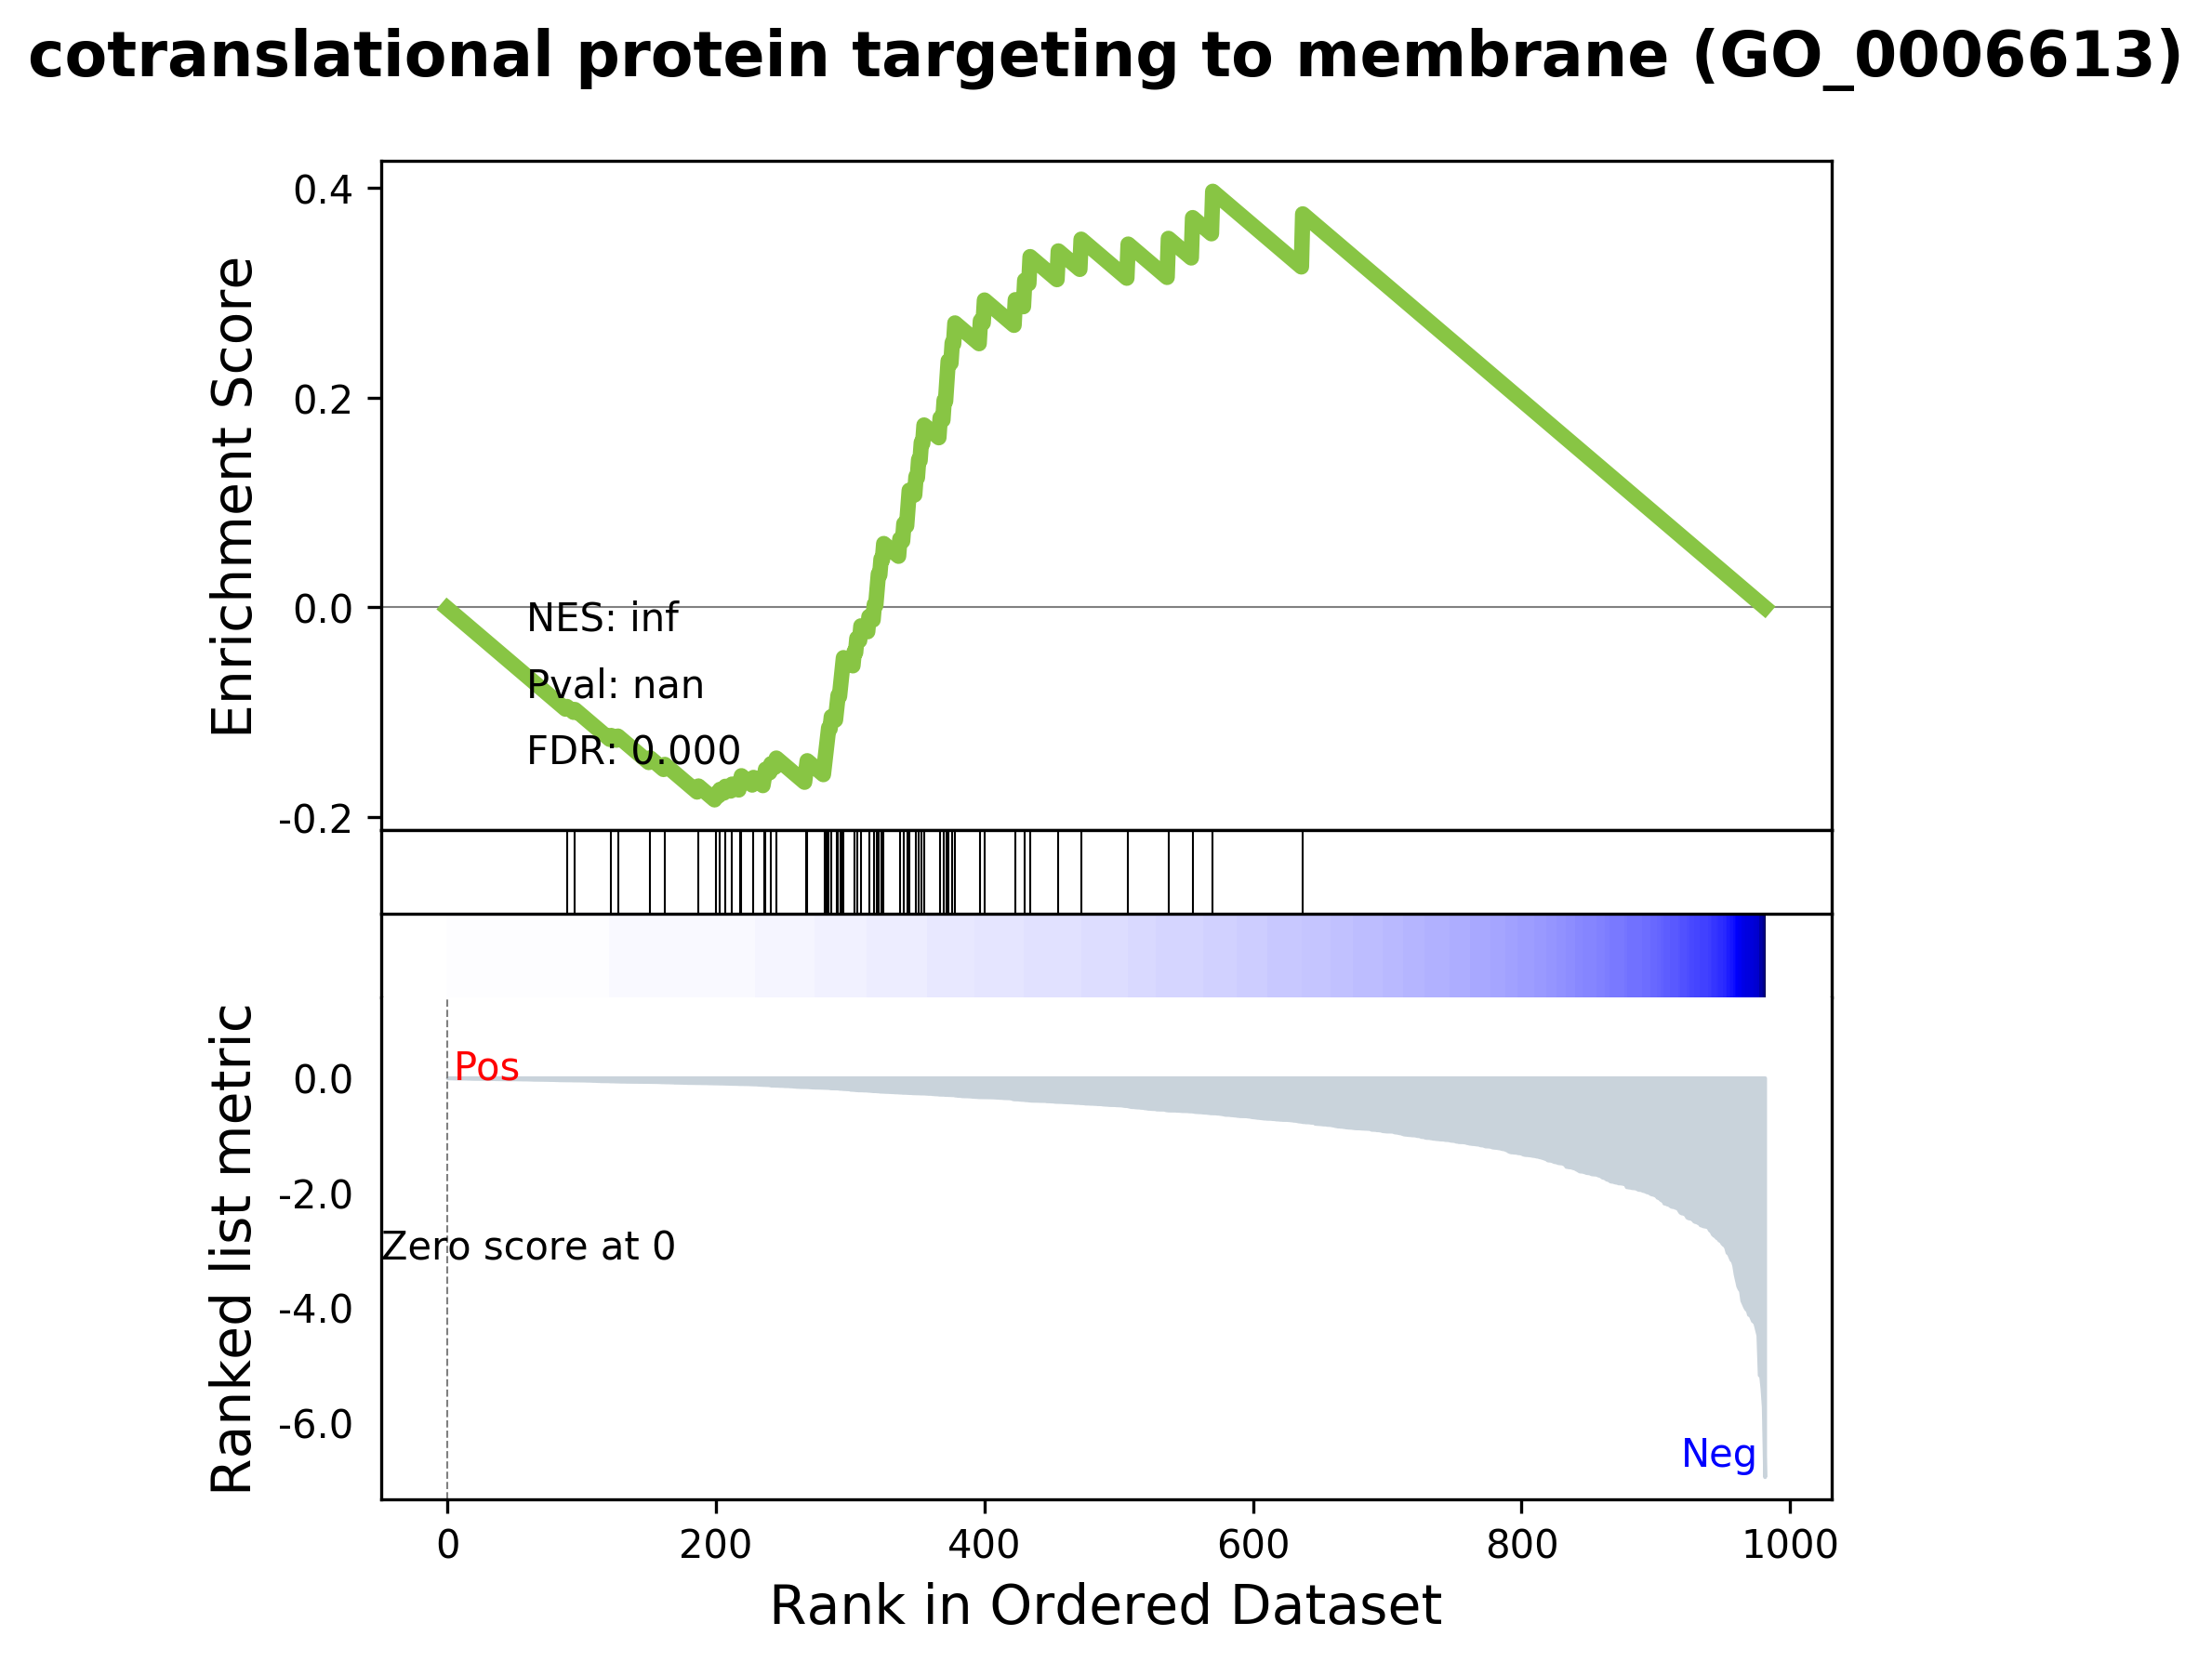 cotranslational protein targeting to membrane (GO_0006613)
Enrichment Score
0.4
0.2
0.0
-0.2
NES: inf
Pval: nan
FDR: 0.000
Ranked list metric
0.0
-2.0
-4.0
-6.0
Pos
Zero score at 0
Neg
0 200 400 600 800 1000
Rank in Ordered Dataset